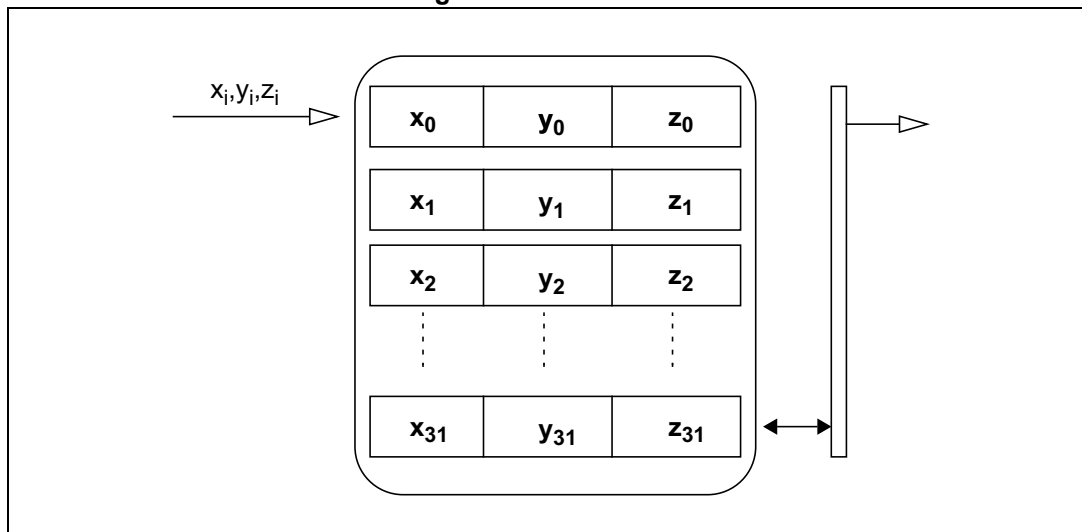 xᵢ,yᵢ,zᵢ
x₀ y₀ z₀
x₁ y₁ z₁
x₂ y₂ z₂
x₃₁ y₃₁ z₃₁